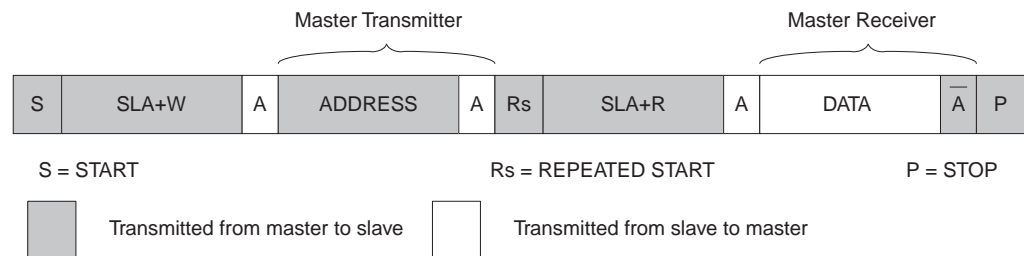 Master Transmitter Master Receiver
S SLA+W A ADDRESS A Rs SLA+R A DATA A̅ P
S = START Rs = REPEATED START P = STOP
Transmitted from master to slave Transmitted from slave to master